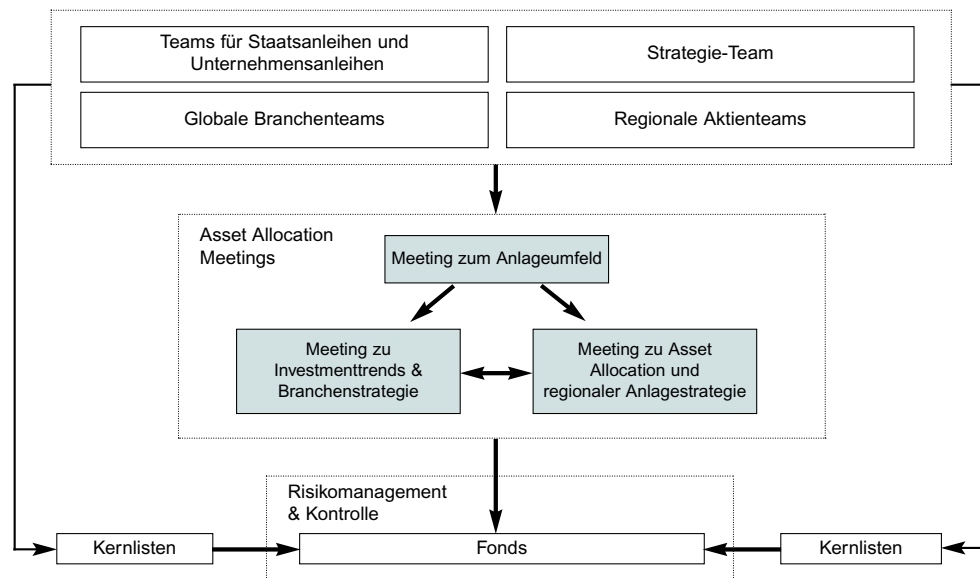 Teams für Staatsanleihen und
Unternehmensanleihen
Strategie-Team
Globale Branchenteams
Regionale Aktienteams
Asset Allocation
Meetings
Meeting zum Anlageumfeld
Meeting zu
Investmenttrends &
Branchenstrategie
Meeting zu Asset
Allocation und
regionaler Anlagestrategie
Risikomanagement
& Kontrolle
Kernlisten
Fonds
Kernlisten